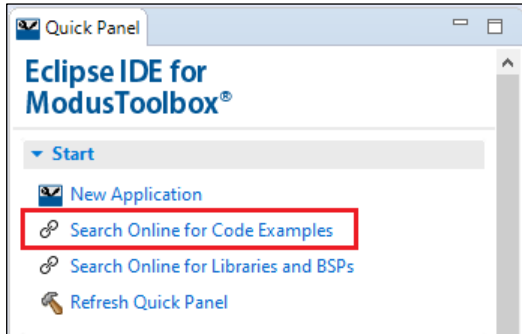 Quick Panel
Eclipse IDE for
ModusToolbox®
Start
New Application
Search Online for Code Examples
Search Online for Libraries and BSPs
Refresh Quick Panel